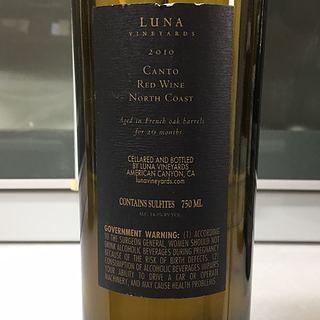 LUNA
VINEYARDS
2010
CANTO
RED WINE
NORTH COAST
Aged in French oak barrels
for 20 months.
CELLARED AND BOTTLED
BY LUNA VINEYARDS
AMERICAN CANYON, CA
lunavineyards.com
CONTAINS SULFITES 750 ML
GOVERNMENT WARNING: (1) ACCORDING
TO THE SURGEON GENERAL, WOMEN SHOULD NOT
DRINK ALCOHOLIC BEVERAGES DURING PREGNANCY
BECAUSE OF THE RISK OF BIRTH DEFECTS. (2)
CONSUMPTION OF ALCOHOLIC BEVERAGES IMPAIRS
YOUR ABILITY TO DRIVE A CAR OR OPERATE
MACHINERY, AND MAY CAUSE HEALTH PROBLEMS.